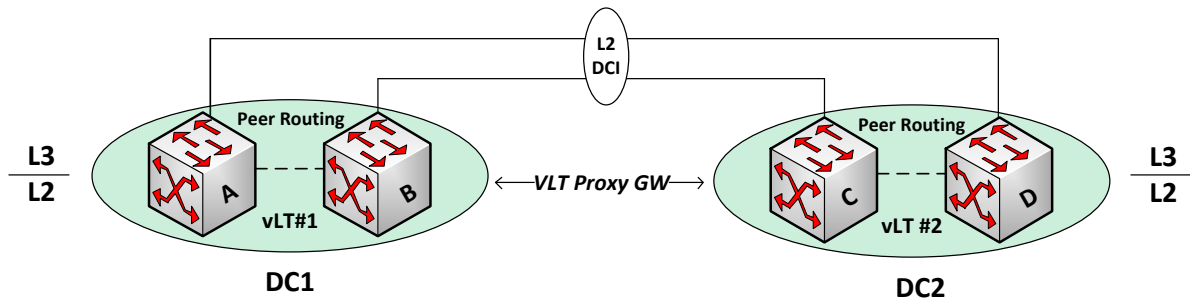 L2
DCI
Peer Routing
Peer Routing
L3
L2
A
B
VLT Proxy GW
C
D
L3
L2
vLT#1
vLT #2
DC1
DC2